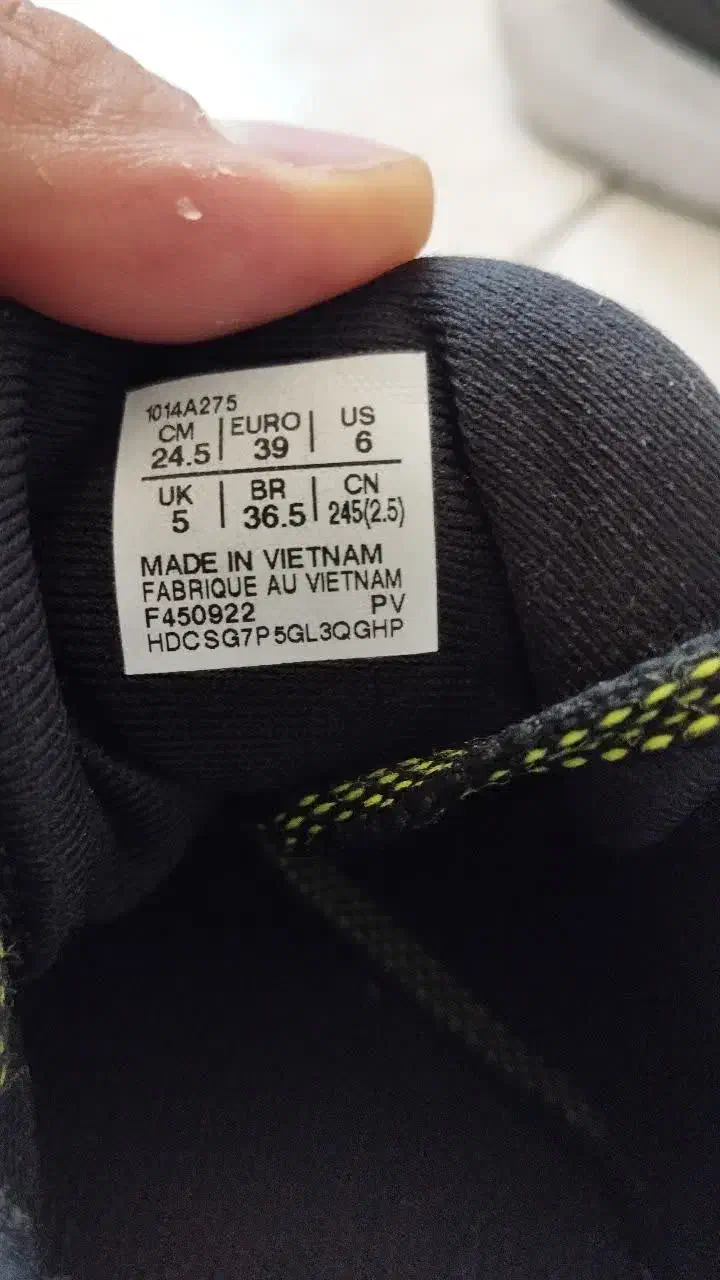 1014A275
CM | EURO | US
24.5 | 39 | 6
UK | BR | CN
5 | 36.5 | 245(2.5)
MADE IN VIETNAM
FABRIQUE AU VIETNAM
F450922 PV
HDCSG7P5GL3QGHP